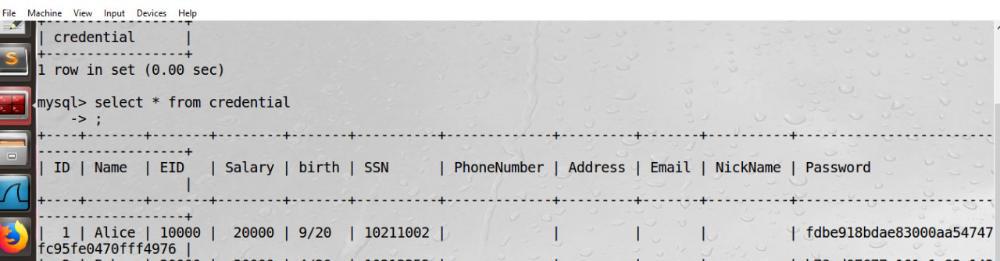 File Machine View Input Devices Help
| credential |
+------------------+
1 row in set (0.00 sec)
mysql> select * from credential
-> ;
+----+-------+-------+--------+-------+----------+-------------+---------+-------+----------+------------------------
------------------+
| ID | Name | EID | Salary | birth | SSN | PhoneNumber | Address | Email | NickName | Password
|
+----+-------+-------+--------+-------+----------+-------------+---------+-------+----------+------------------------
------------------+
| 1 | Alice | 10000 | 20000 | 9/20 | 10211002 | | | | | fdbe918bdae83000aa54747
fc95fe0470fff4976 |